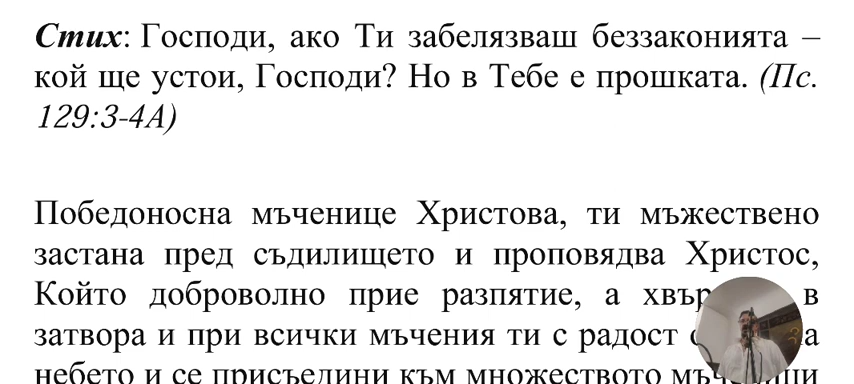 Стих: Господи, ако Ти забелязваш беззаконията –
кой ще устои, Господи? Но в Тебе е прошката. (Пс.
129:3-4А)
Победоносна мъченице Христова, ти мъжествено
застана пред съдилището и проповядва Христос,
Който доброволно прие разпятие, а в
затвора и при всички мъчения ти с радост
небето и се присъедини към множеството